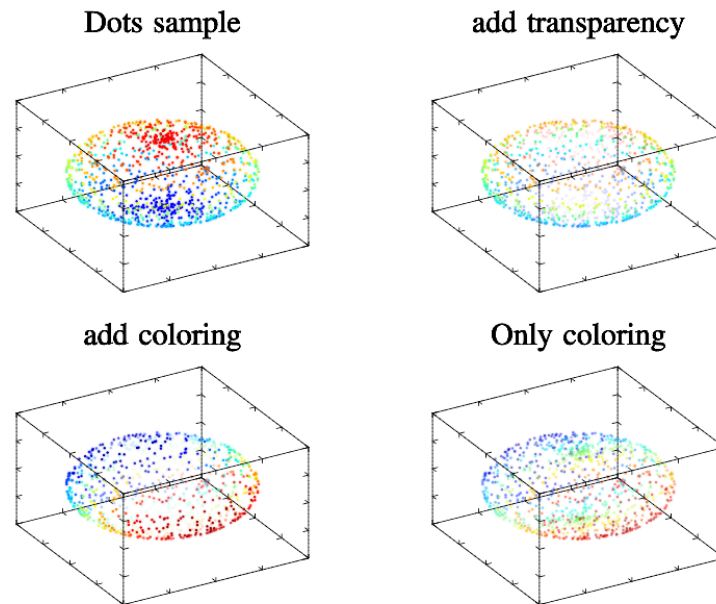 Dots sample
add transparency
add coloring
Only coloring